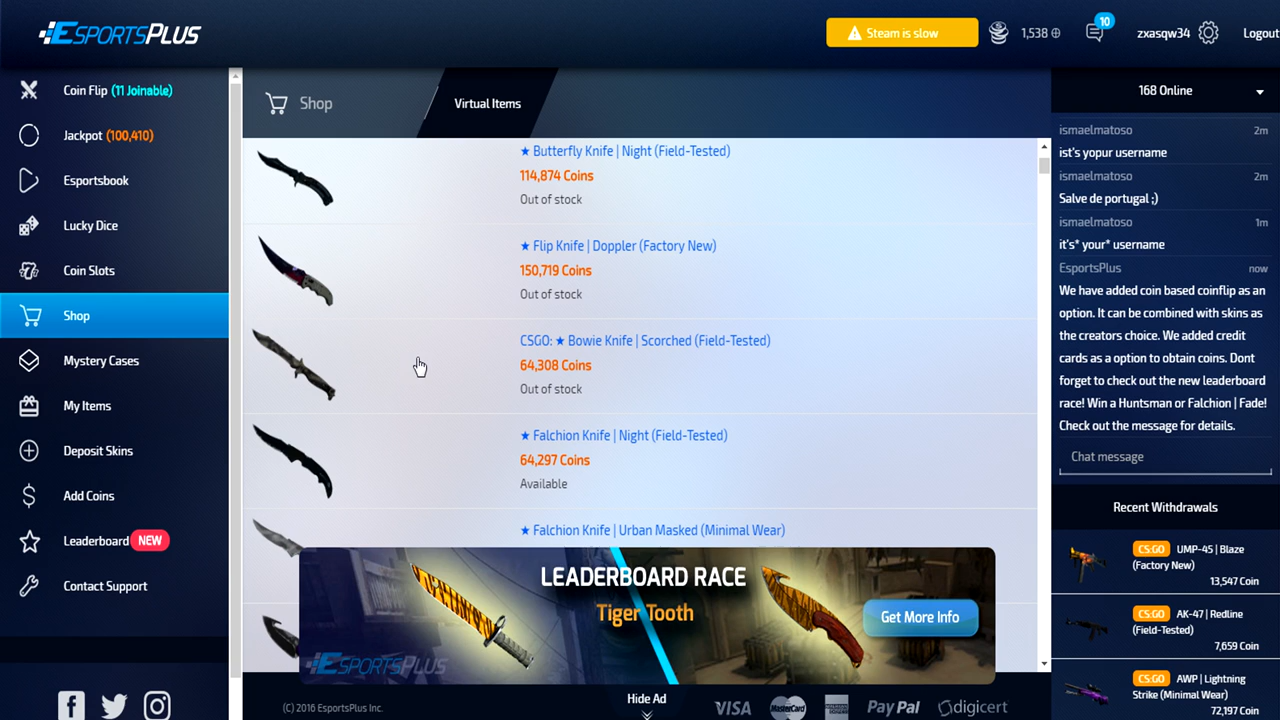 ESPORTSPLUS
Steam is slow
1,538
10
zxasqw34
Logout
Coin Flip (11 Joinable)
Jackpot (100,410)
Esportsbook
Lucky Dice
Coin Slots
Shop
Mystery Cases
My Items
Deposit Skins
Add Coins
Leaderboard NEW
Contact Support
Shop
Virtual Items
★ Butterfly Knife | Night (Field-Tested)
114,874 Coins
Out of stock
★ Flip Knife | Doppler (Factory New)
150,719 Coins
Out of stock
CSGO: ★ Bowie Knife | Scorched (Field-Tested)
64,308 Coins
Out of stock
★ Falchion Knife | Night (Field-Tested)
64,297 Coins
Available
★ Falchion Knife | Urban Masked (Minimal Wear)
LEADERBOARD RACE
Tiger Tooth
Get More Info
ESPORTSPLUS
Hide Ad
(C) 2016 EsportsPlus Inc.
VISA
MasterCard
PayPal
digicert
168 Online
ismaelmatoso 2m
ist's yopur username
ismaelmatoso 2m
Salve de portugal ;)
ismaelmatoso 1m
it's* your* username
EsportsPlus now
We have added coin based coinflip as an
option. It can be combined with skins as
the creators choice. We added credit
cards as a option to obtain coins. Dont
forget to check out the new leaderboard
race! Win a Huntsman or Falchion | Fade!
Check out the message for details.
Chat message
Recent Withdrawals
CS:GO UMP-45 | Blaze
(Factory New)
13,547 Coin
CS:GO AK-47 | Redline
(Field-Tested)
7,659 Coin
CS:GO AWP | Lightning
Strike (Minimal Wear)
72,197 Coin